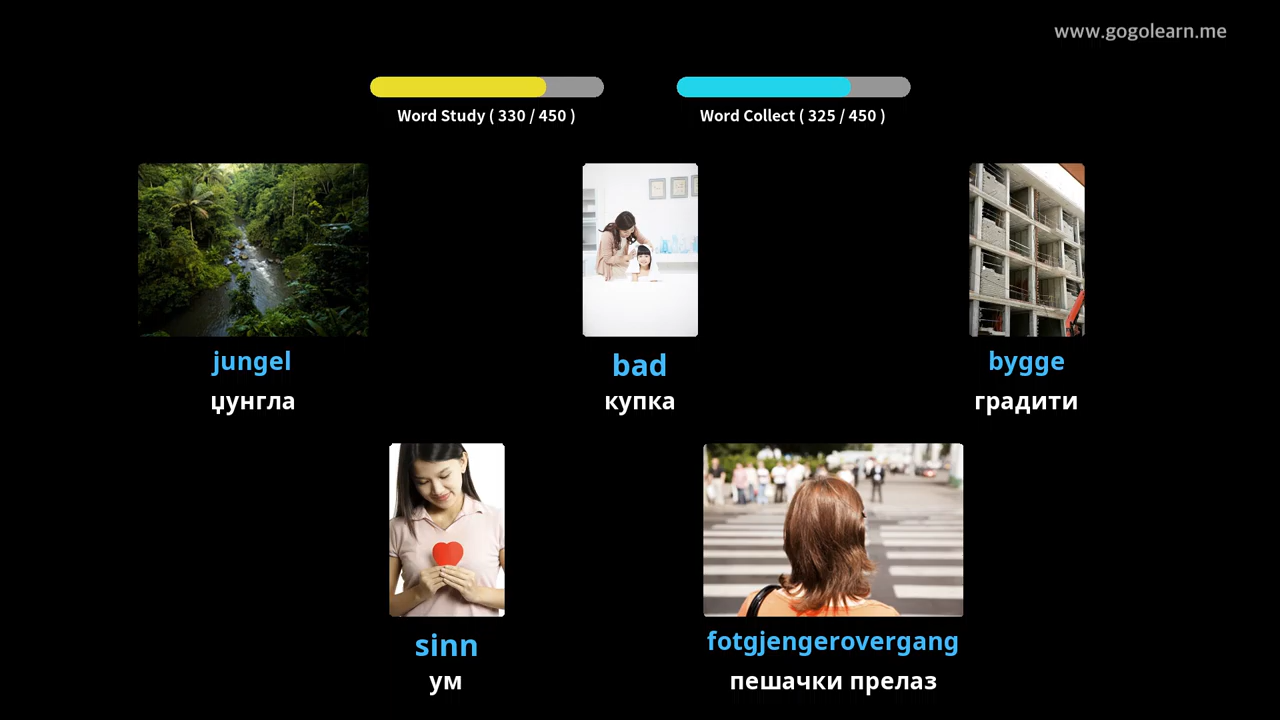 www.gogolearn.me
Word Study ( 330 / 450 )
Word Collect ( 325 / 450 )
jungel
bad
bygge
џунгла
купка
градити
sinn
fotgjengerovergang
ум
пешачки прелаз